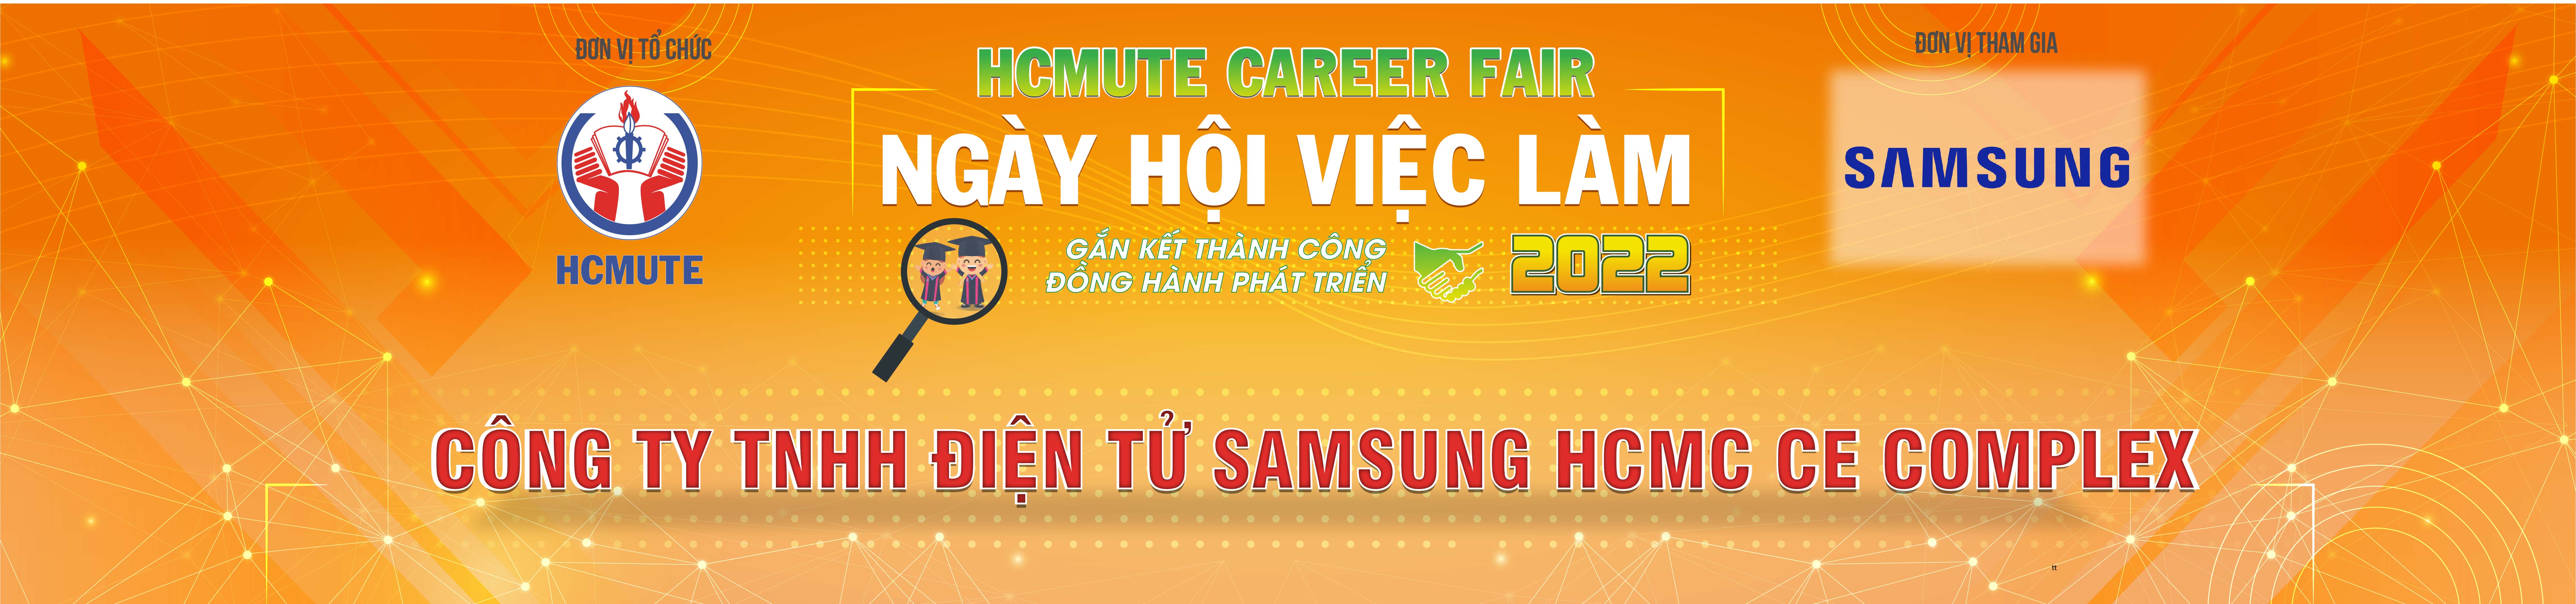 ĐƠN VỊ TỔ CHỨC
HCMUTE
HCMUTE CAREER FAIR
NGÀY HỘI VIỆC LÀM
GẮN KẾT THÀNH CÔNG
ĐỒNG HÀNH PHÁT TRIỂN
2022
ĐƠN VỊ THAM GIA
SAMSUNG
CÔNG TY TNHH ĐIỆN TỬ SAMSUNG HCMC CE COMPLEX
tt